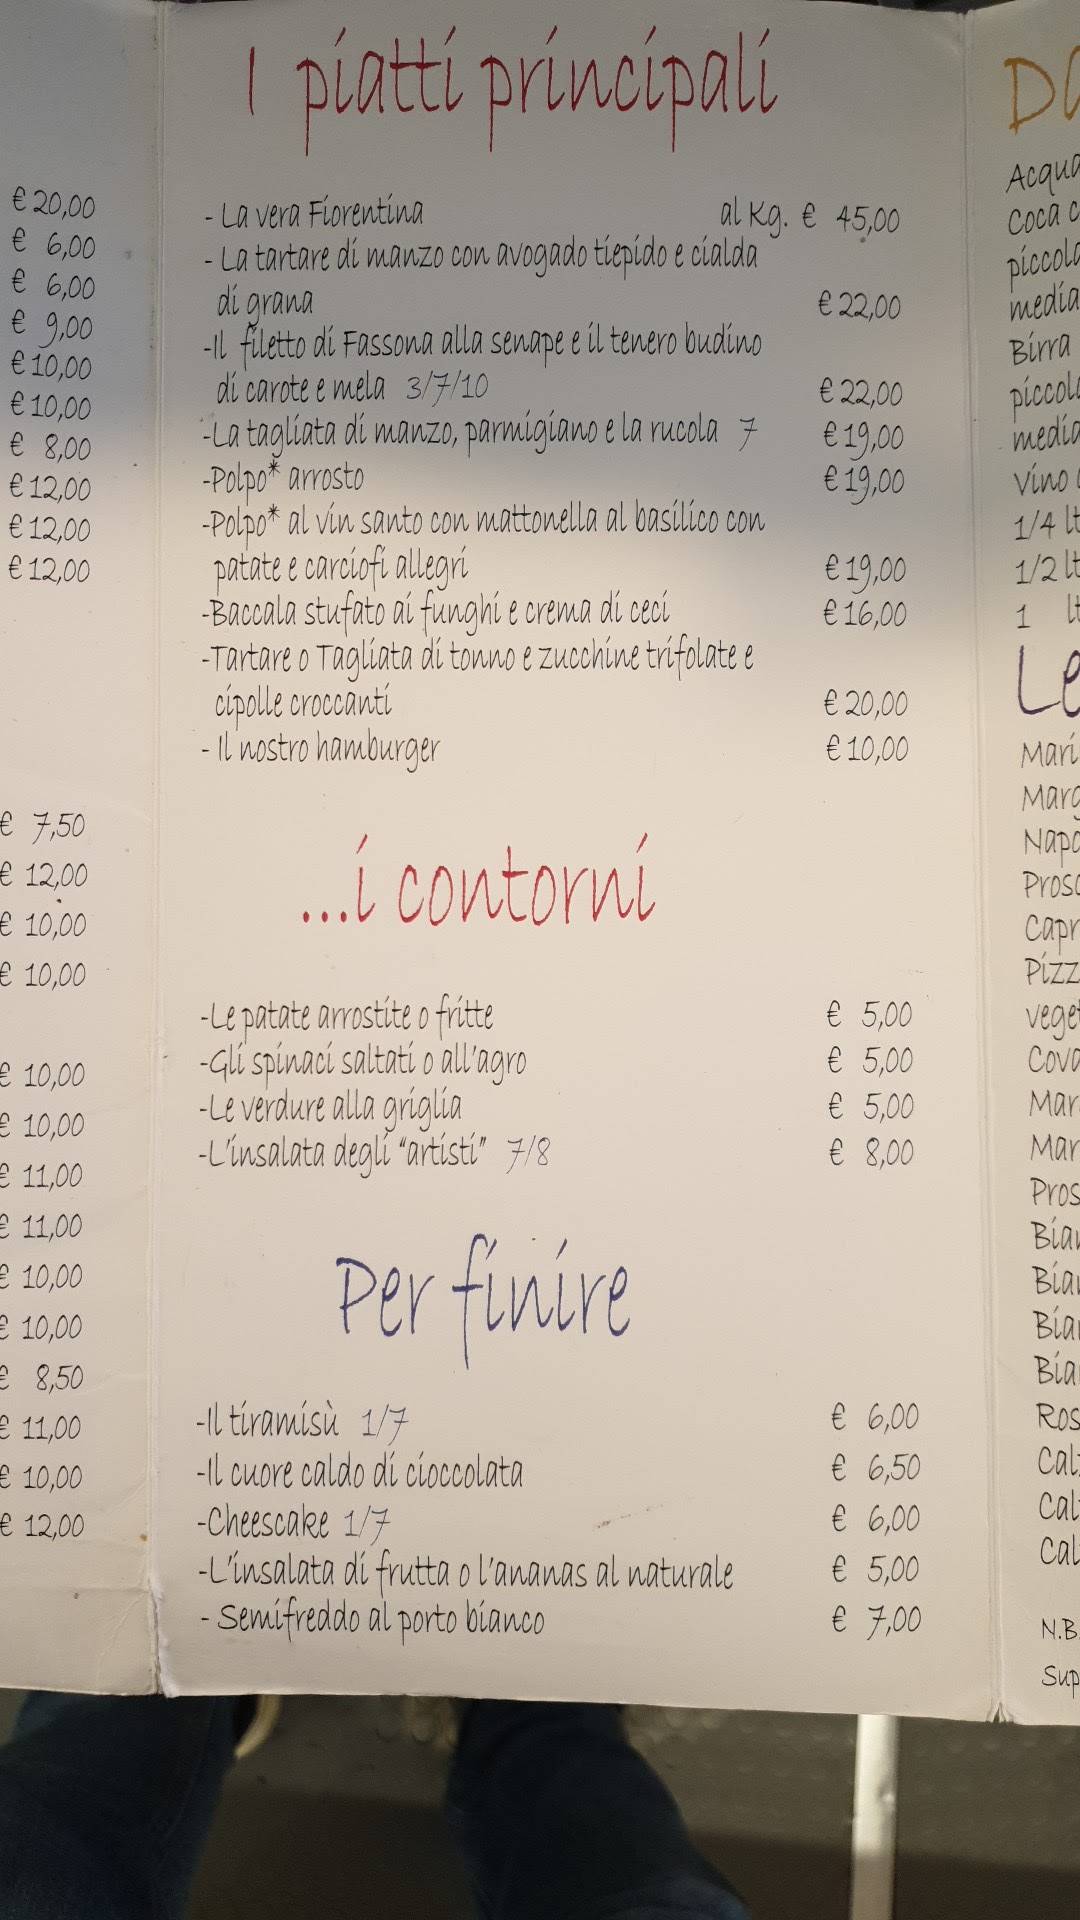 € 20,00
€ 6,00
€ 6,00
€ 9,00
€ 10,00
€ 10,00
€ 8,00
€ 12,00
€ 12,00
€ 12,00
€ 7,50
€ 12,00
€ 10,00
€ 10,00
€ 10,00
€ 10,00
€ 11,00
€ 11,00
€ 10,00
€ 10,00
€ 8,50
€ 11,00
€ 10,00
€ 12,00
I piatti principali
- La vera Fiorentina al Kg. € 45,00
- La tartare di manzo con avogado tiepido e cialda
di grana € 22,00
-Il filetto di Fassona alla senape e il tenero budino
di carote e mela 3/7/10 € 22,00
-La tagliata di manzo, parmigiano e la rucola 7 € 19,00
-Polpo* arrosto € 19,00
-Polpo* al vin santo con mattonella al basilico con
patate e carciofi allegri € 19,00
-Baccala stufato ai funghi e crema di ceci € 16,00
-Tartare o Tagliata di tonno e zucchine trifolate e
cipolle croccanti € 20,00
- Il nostro hamburger € 10,00
...i contorni
-Le patate arrostite o fritte € 5,00
-Gli spinaci saltati o all'agro € 5,00
-Le verdure alla griglia € 5,00
-L'insalata degli “artisti” 7/8 € 8,00
Per finire
-Il tiramisù 1/7 € 6,00
-Il cuore caldo di cioccolata € 6,50
-Cheescake 1/7 € 6,00
-L'insalata di frutta o l'ananas al naturale € 5,00
- Semifreddo al porto bianco € 7,00
Acqua
Coca
Birra
vino
1/4 lt
1/2 lt
1 lt
N.B.